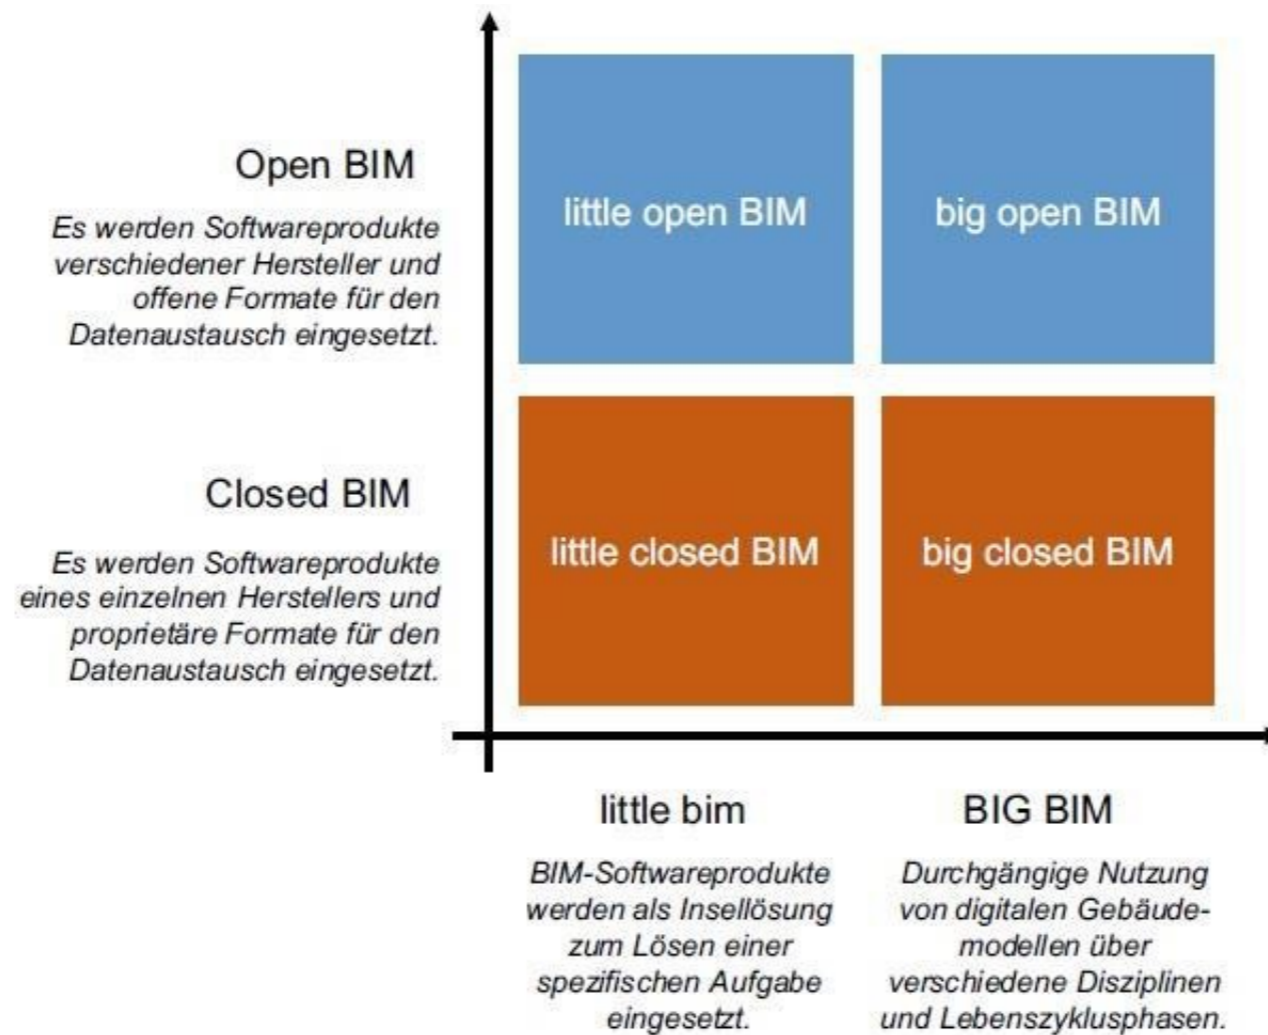 Open BIM
Es werden Softwareprodukte
verschiedener Hersteller und
offene Formate für den
Datenaustausch eingesetzt.
little open BIM
big open BIM
Closed BIM
Es werden Softwareprodukte
eines einzelnen Herstellers und
proprietäre Formate für den
Datenaustausch eingesetzt.
little closed BIM
big closed BIM
little bim
BIM-Softwareprodukte
werden als Insellösung
zum Lösen einer
spezifischen Aufgabe
eingesetzt.
BIG BIM
Durchgängige Nutzung
von digitalen Gebäude-
modellen über
verschiedene Disziplinen
und Lebenszyklusphasen.